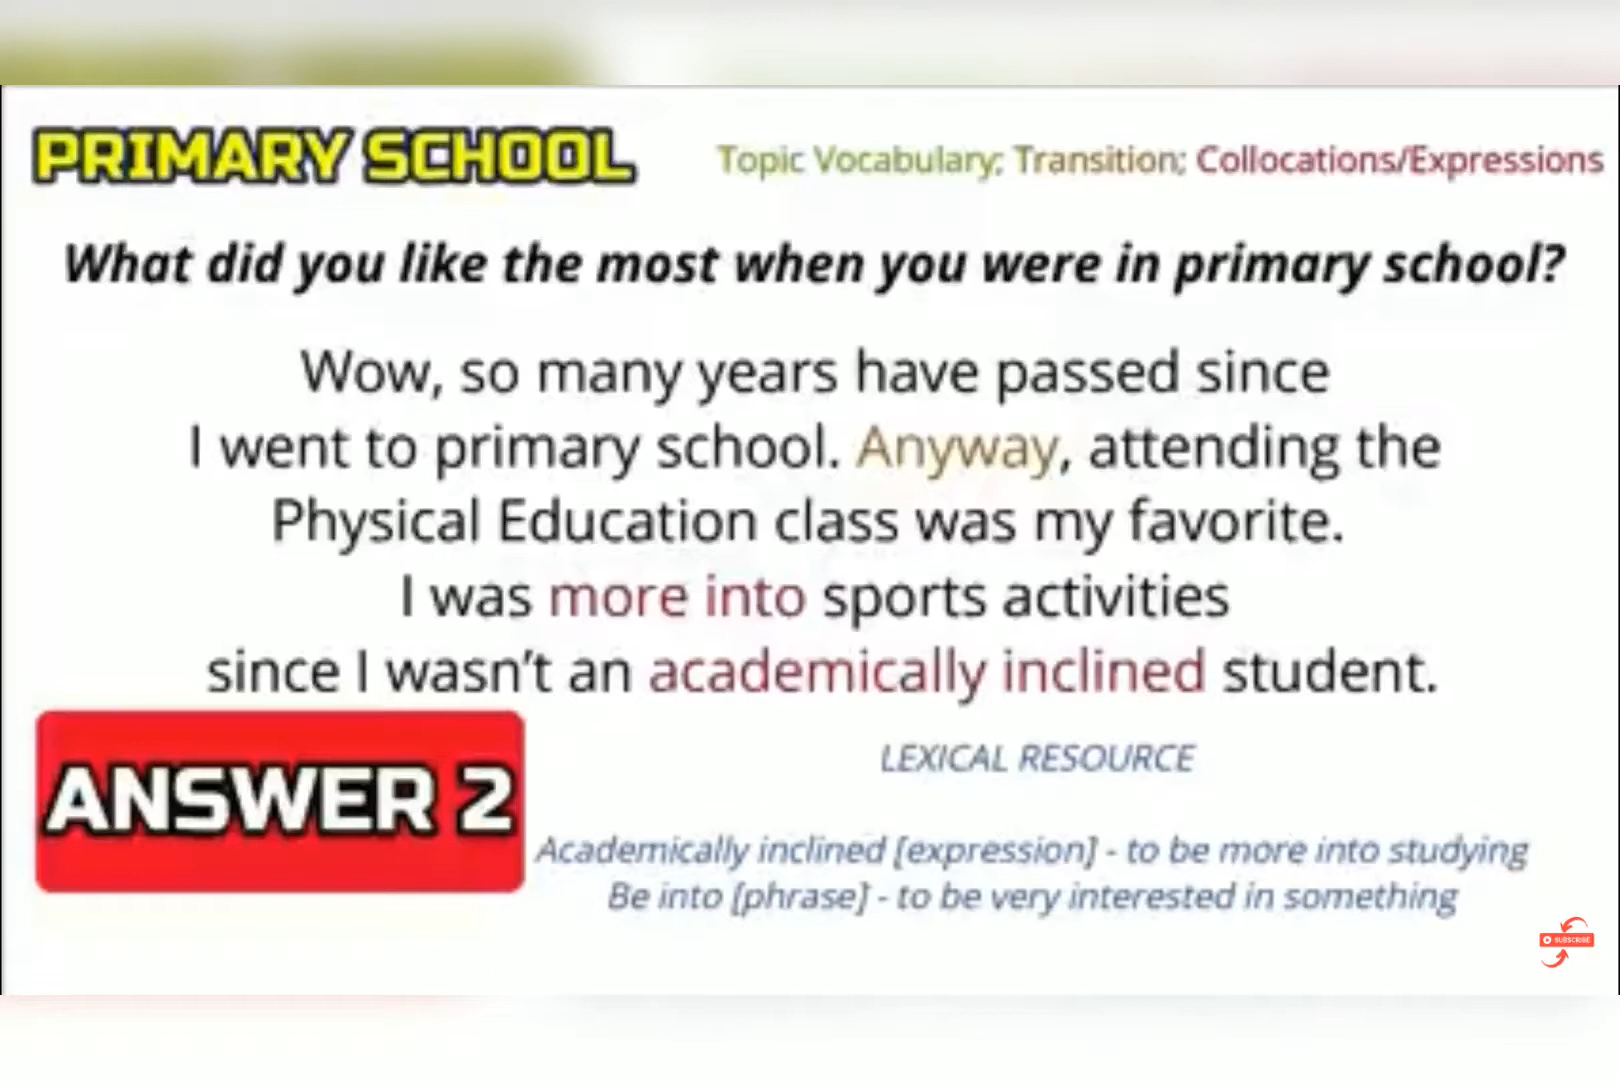 PRIMARY SCHOOL
Topic Vocabulary; Transition; Collocations/Expressions
What did you like the most when you were in primary school?
Wow, so many years have passed since
I went to primary school. Anyway, attending the
Physical Education class was my favorite.
I was more into sports activities
since I wasn't an academically inclined student.
ANSWER 2
LEXICAL RESOURCE
Academically inclined [expression] - to be more into studying
Be into [phrase] - to be very interested in something
SUBSCRIBE